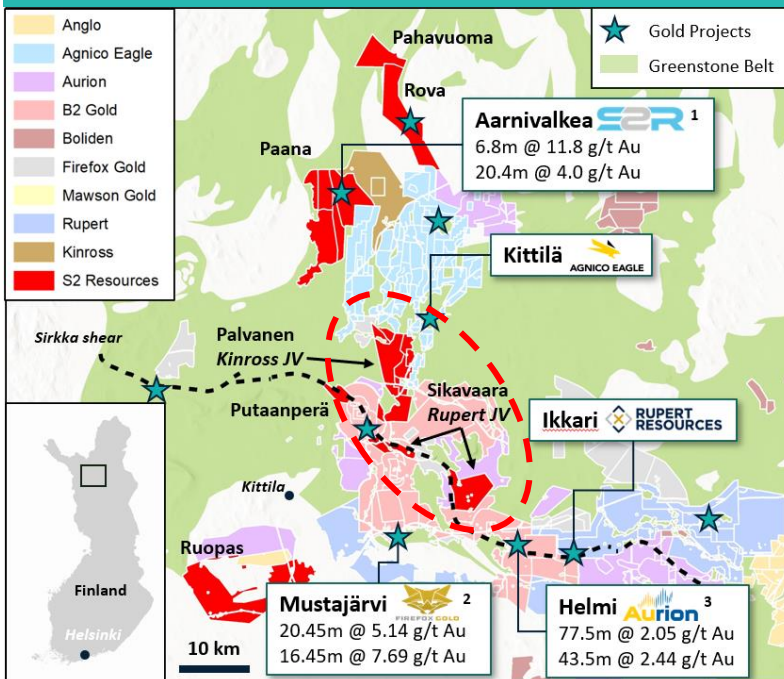 Anglo
Agnico Eagle
Aurion
B2 Gold
Boliden
Firefox Gold
Mawson Gold
Rupert
Kinross
S2 Resources
Gold Projects
Greenstone Belt
Pahavuoma
Rova
Paana
Aarnivalkea S2R 1
6.8m @ 11.8 g/t Au
20.4m @ 4.0 g/t Au
Kittilä AGNICO EAGLE
Sirkka shear
Palvanen
Kinross JV
Sikavaara
Rupert JV
Putaanperä
Ikkari RUPERT
RESOURCES
Kittila
Ruopas
Finland
Helsinki
10 km
Mustajärvi FIREFOX GOLD 2
20.45m @ 5.14 g/t Au
16.45m @ 7.69 g/t Au
Helmi Aurion 3
77.5m @ 2.05 g/t Au
43.5m @ 2.44 g/t Au